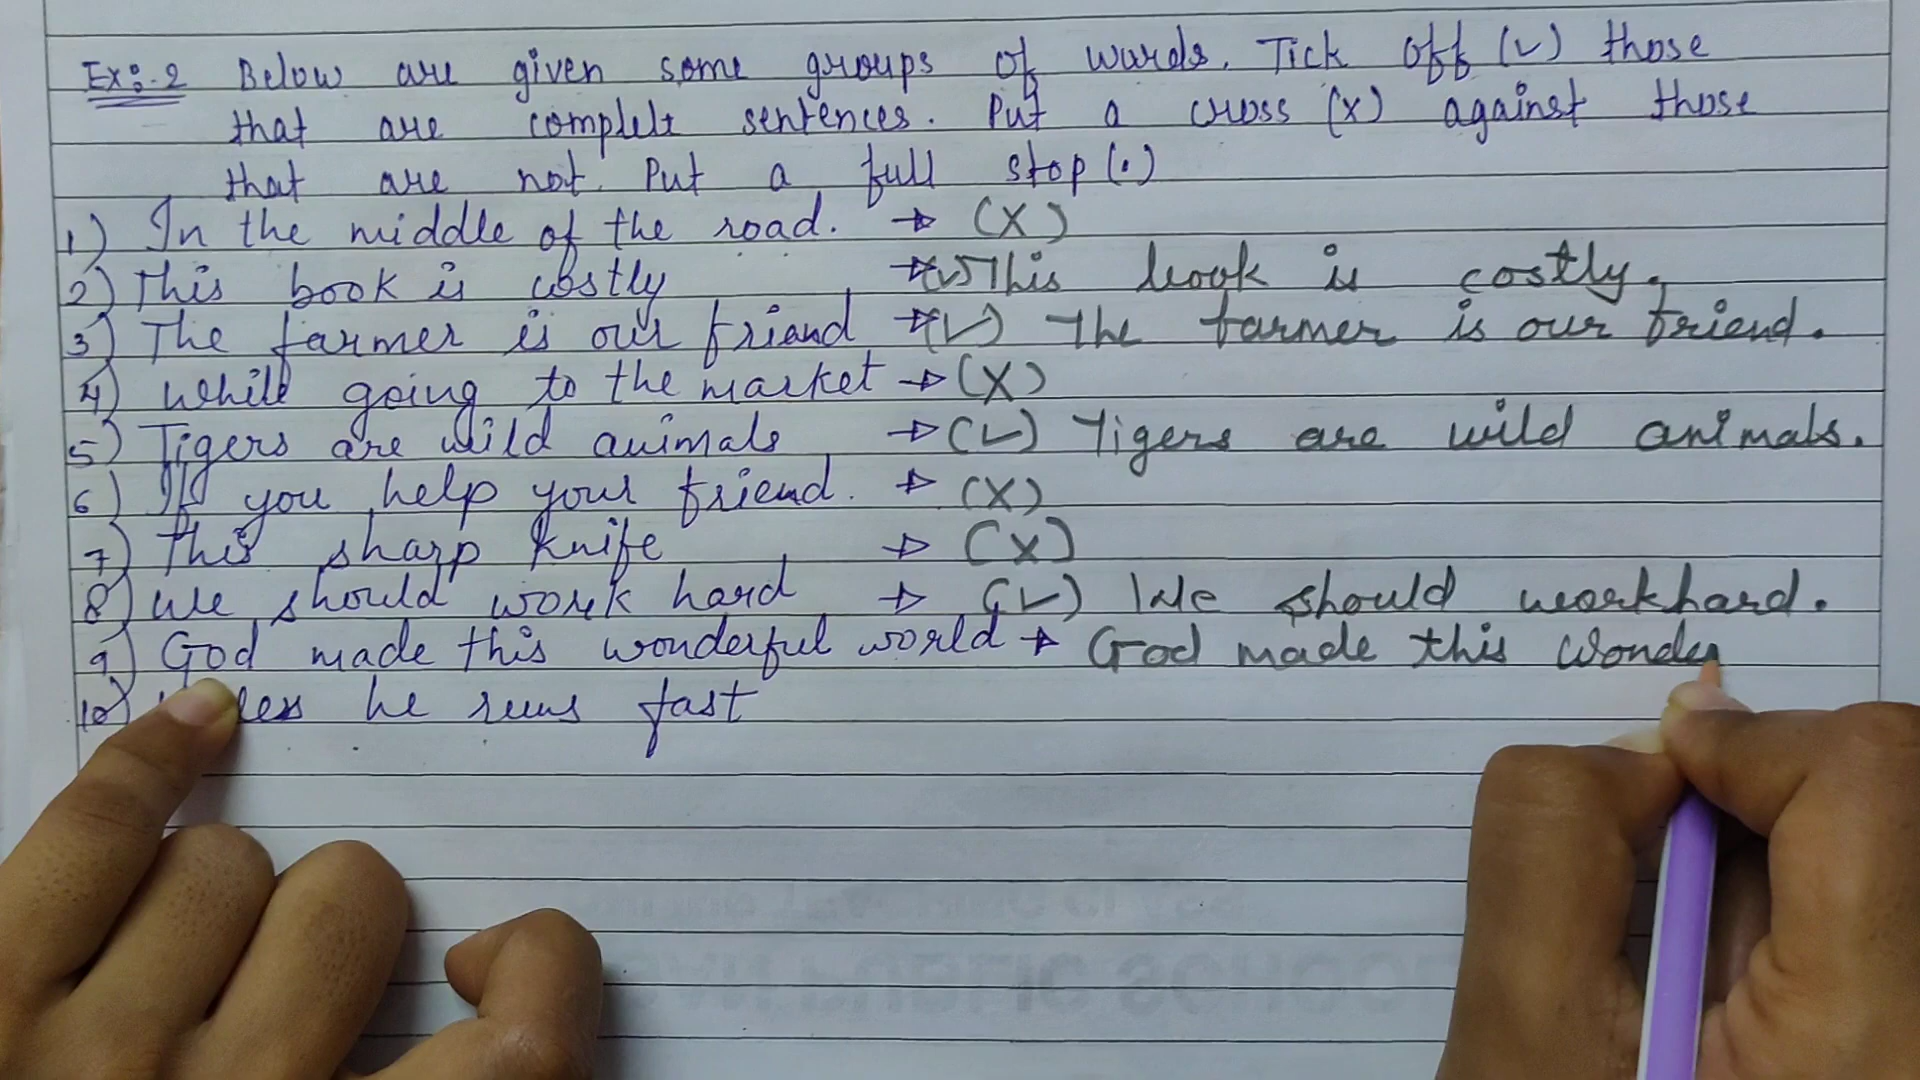 Ex:-2 Below are given some groups of words. Tick off (✓) those
that are complete sentences. Put a cross (X) against those
that are not. Put a full stop (.)
1) In the middle of the road. → (X)
2) This book is costly → (✓) This book is costly.
3) The farmer is our friend → (✓) The farmer is our friend.
4) While going to the market → (X)
5) Tigers are wild animals → (✓) Tigers are wild animals.
6) If you help your friend. → (X)
7) This sharp knife → (X)
8) We should work hard → (✓) We should work hard.
9) God made this wonderful world → God made this wonde
10) he runs fast